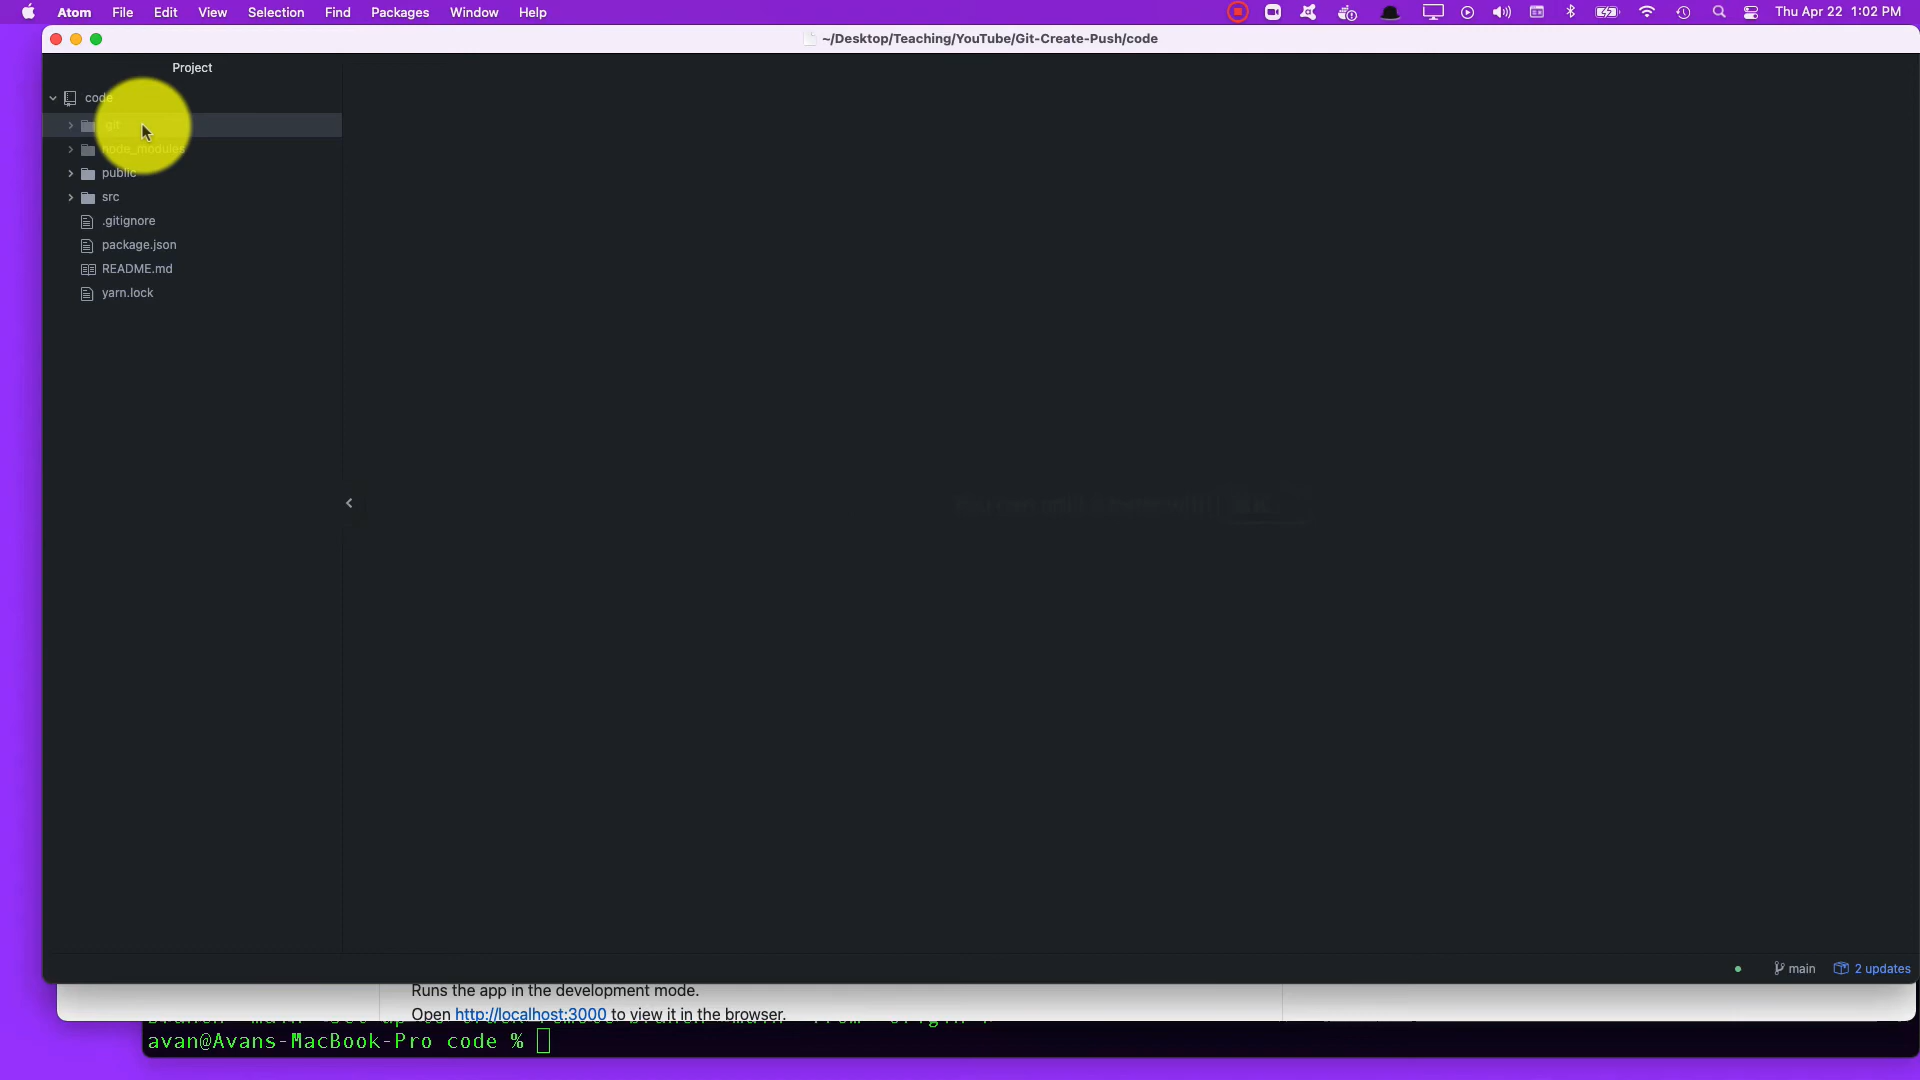 Atom File Edit View Selection Find Packages Window Help Thu Apr 22 1:02 PM
~/Desktop/Teaching/YouTube/Git-Create-Push/code
Project
code
.git
node_modules
public
src
.gitignore
package.json
README.md
yarn.lock
main 2 updates
Runs the app in the development mode.
Open http://localhost:3000 to view it in the browser.
avan@Avans-MacBook-Pro code %